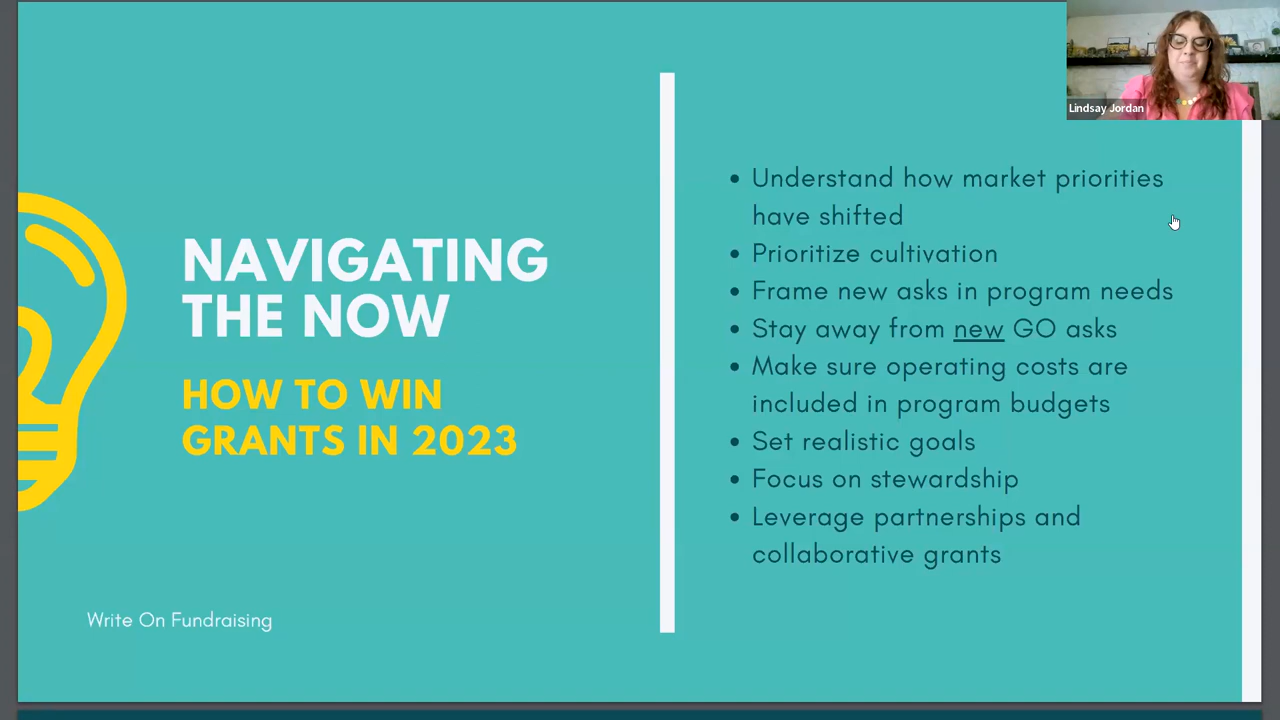 Lindsay Jordan
NAVIGATING
THE NOW
HOW TO WIN
GRANTS IN 2023
Write On Fundraising
• Understand how market priorities
have shifted
• Prioritize cultivation
• Frame new asks in program needs
• Stay away from new GO asks
• Make sure operating costs are
included in program budgets
• Set realistic goals
• Focus on stewardship
• Leverage partnerships and
collaborative grants